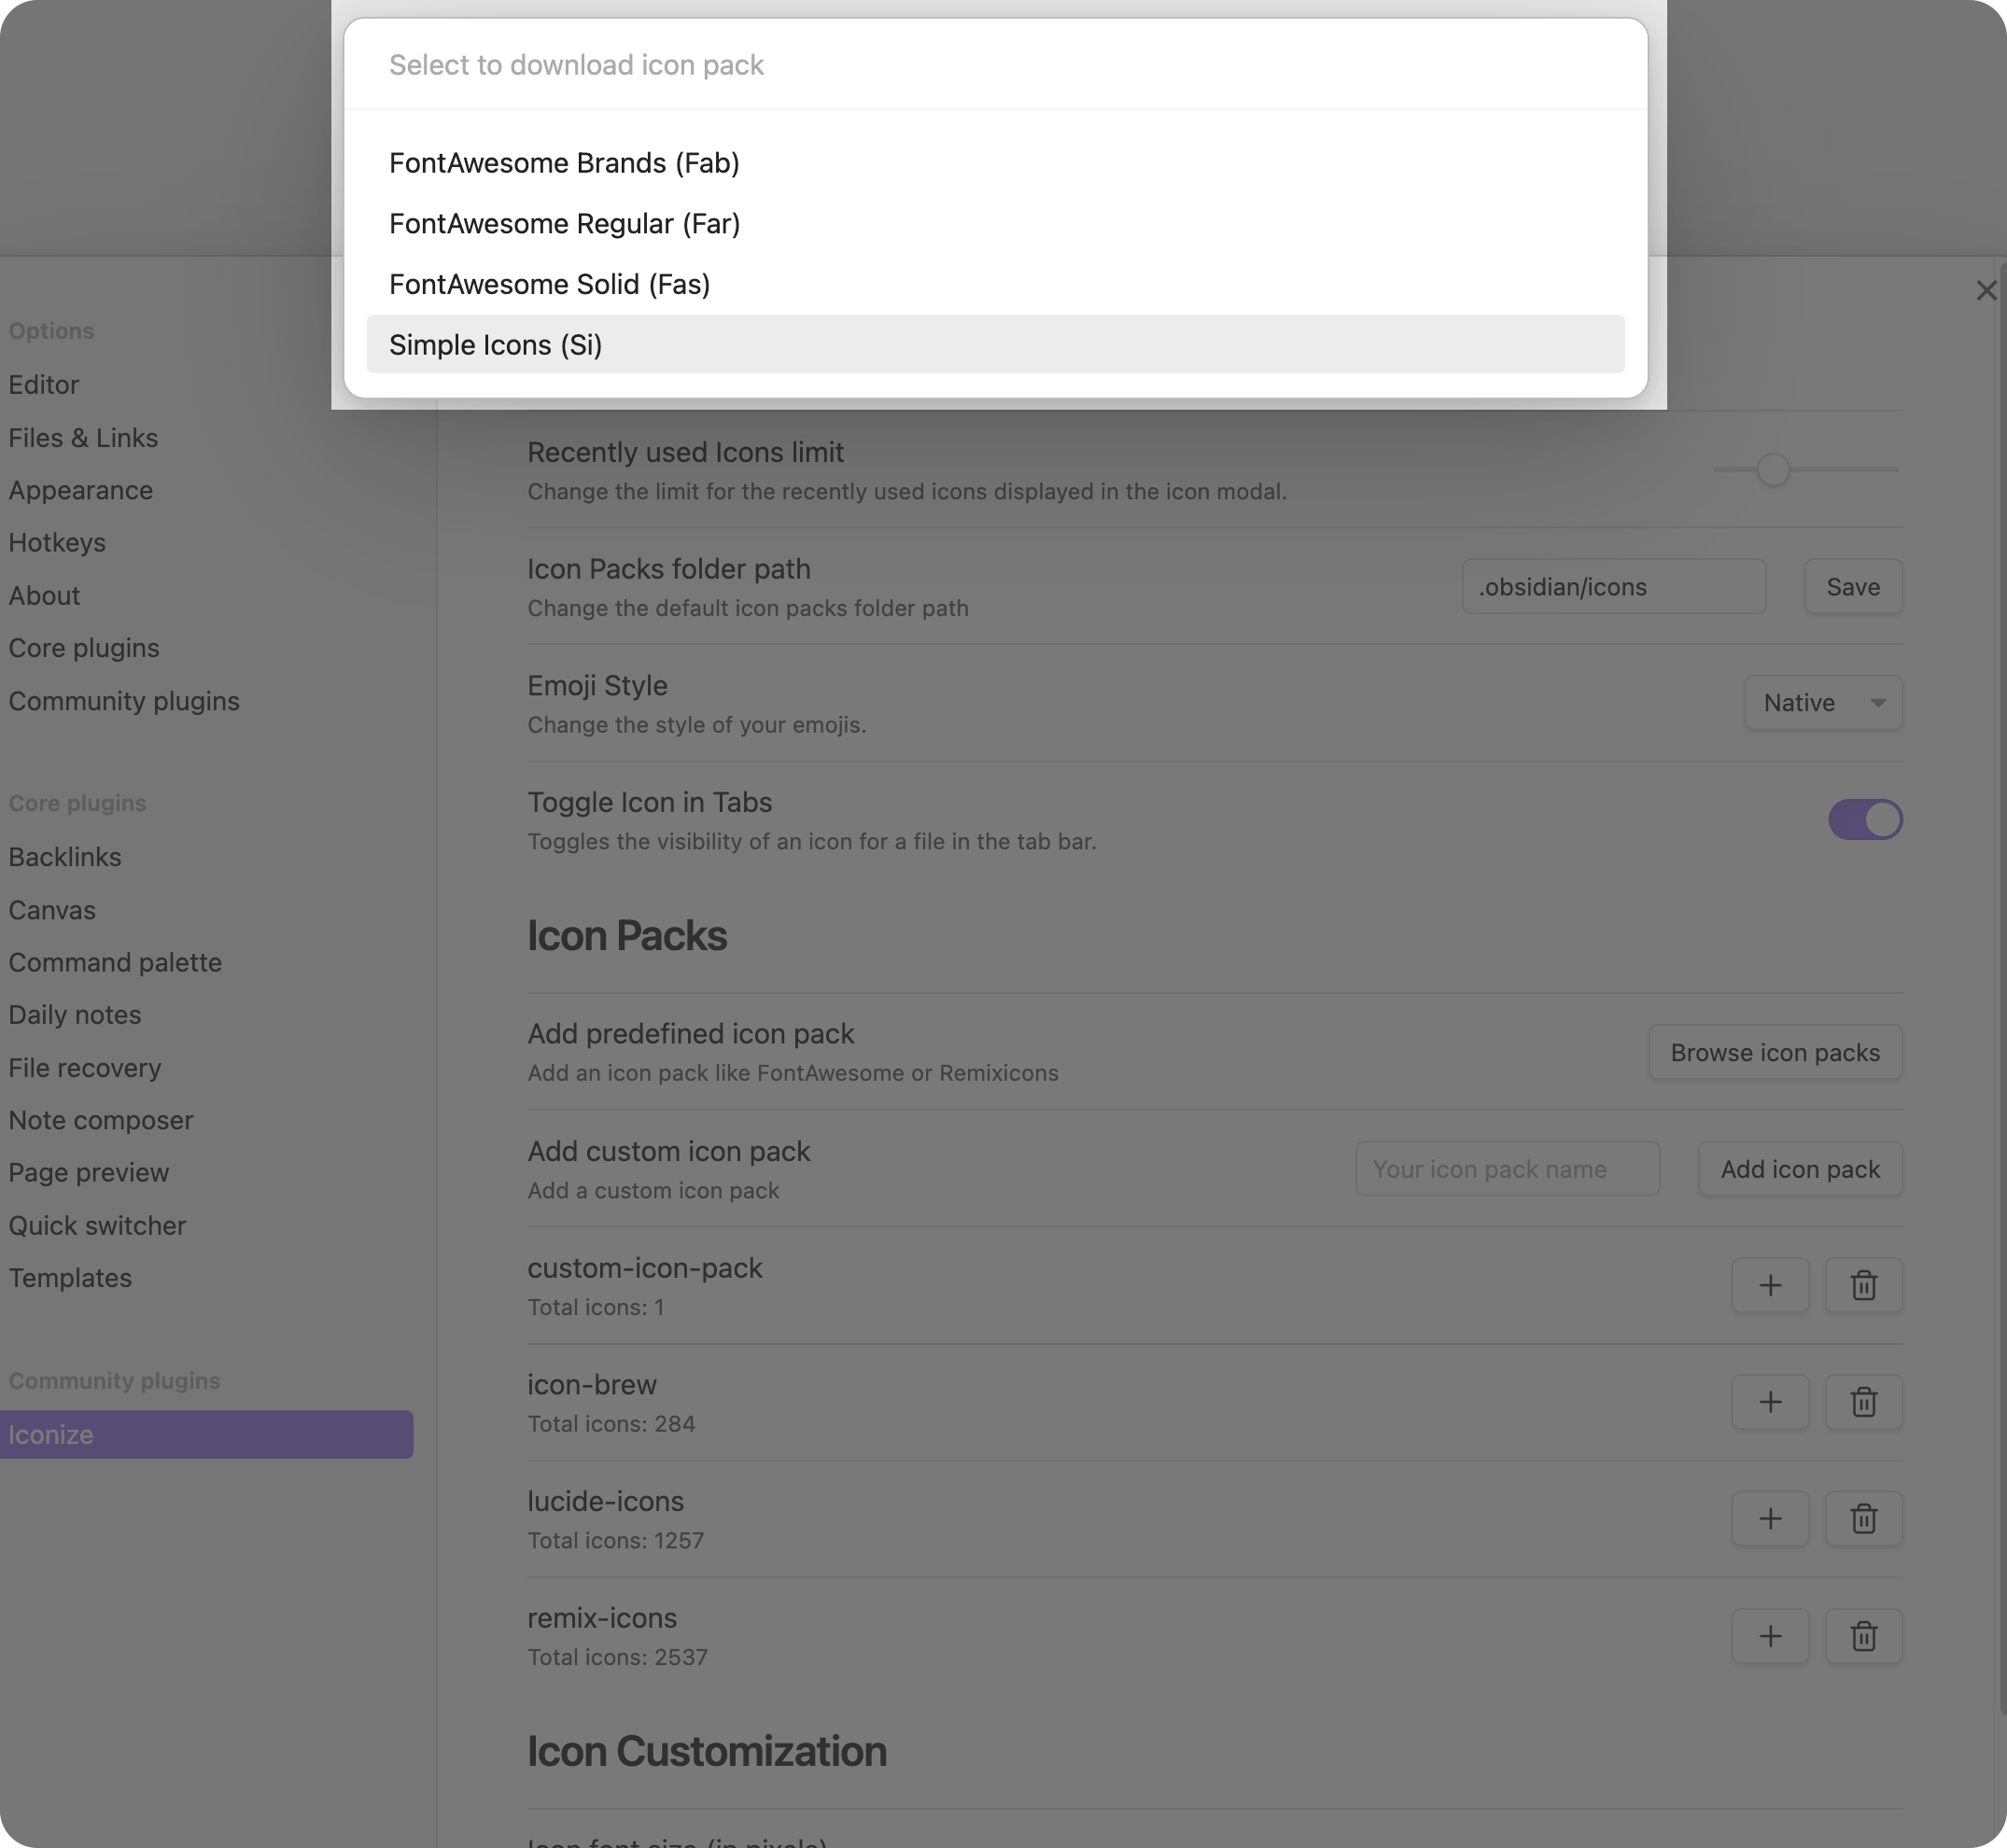 Select to download icon pack
FontAwesome Brands (Fab)
FontAwesome Regular (Far)
FontAwesome Solid (Fas)
Simple Icons (Si)
Options
Editor
Files & Links
Appearance
Hotkeys
About
Core plugins
Community plugins
Core plugins
Backlinks
Canvas
Command palette
Daily notes
File recovery
Note composer
Page preview
Quick switcher
Templates
Community plugins
Iconize
Recently used Icons limit
Change the limit for the recently used icons displayed in the icon modal.
Icon Packs folder path
Change the default icon packs folder path
.obsidian/icons
Save
Emoji Style
Change the style of your emojis.
Native
Toggle Icon in Tabs
Toggles the visibility of an icon for a file in the tab bar.
Icon Packs
Add predefined icon pack
Add an icon pack like FontAwesome or Remixicons
Browse icon packs
Add custom icon pack
Add a custom icon pack
Your icon pack name
Add icon pack
custom-icon-pack
Total icons: 1
icon-brew
Total icons: 284
lucide-icons
Total icons: 1257
remix-icons
Total icons: 2537
Icon Customization
Icon font size (in pixels)